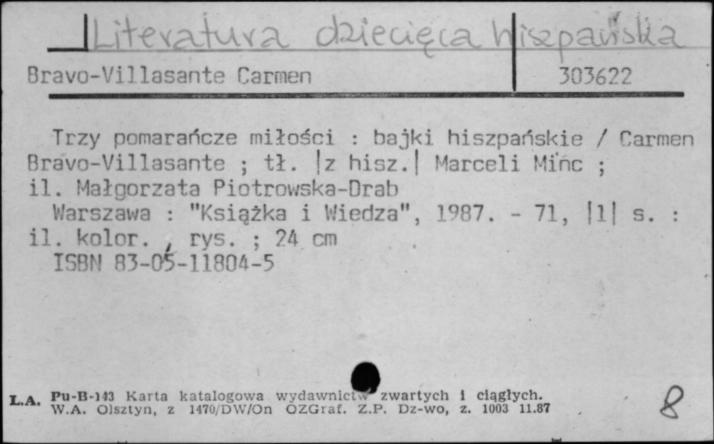 Literatura dziecięca hiszpańska
Bravo-Villasante Carmen 303622
Trzy pomarańcze miłości : bajki hiszpańskie / Carmen
Bravo-Villasante ; tł. |z hisz.| Marceli Minc ;
il. Małgorzata Piotrowska-Drab
Warszawa : "Książka i Wiedza", 1987. - 71, |1| s. :
il. kolor. , rys. ; 24 cm
ISBN 83-05-11804-5
L.A. Pu-B-143 Karta katalogowa wydawnictw zwartych i ciągłych.
W.A. Olsztyn, z 1470/DW/On OZGraf. Z.P. Dz-wo, z. 1003 11.87
8